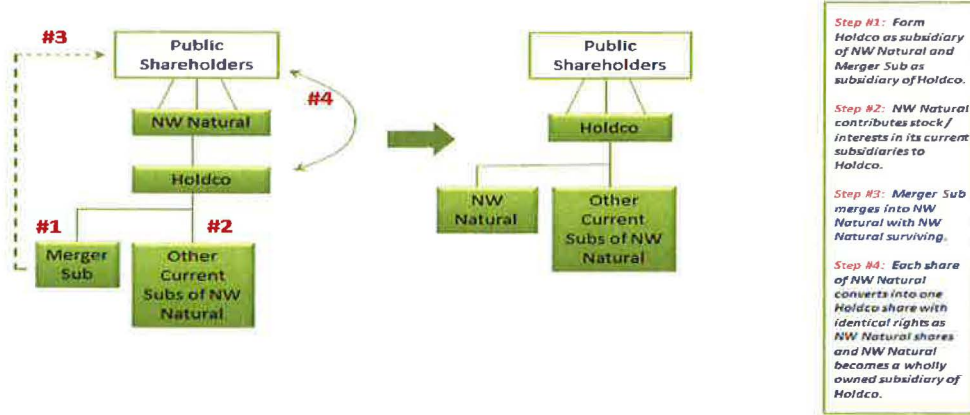 #3
Public
Shareholders
#4
NW Natural
Holdco
#1
#2
Merger
Sub
Other
Current
Subs of NW
Natural
Public
Shareholders
Holdco
NW
Natural
Other
Current
Subs of NW
Natural
Step #1: Form
Holdco as subsidiary
of NW Natural and
Merger Sub as
subsidiary of Holdco.
Step #2: NW Natural
contributes stock/
interests in its current
subsidiaries to
Holdco.
Step #3: Merger Sub
merges into NW
Natural with NW
Natural surviving.
Step #4: Each share
of NW Natural
converts into one
Holdco share with
identical rights as
NW Natural shares
and NW Natural
becomes a wholly
owned subsidiary of
Holdco.